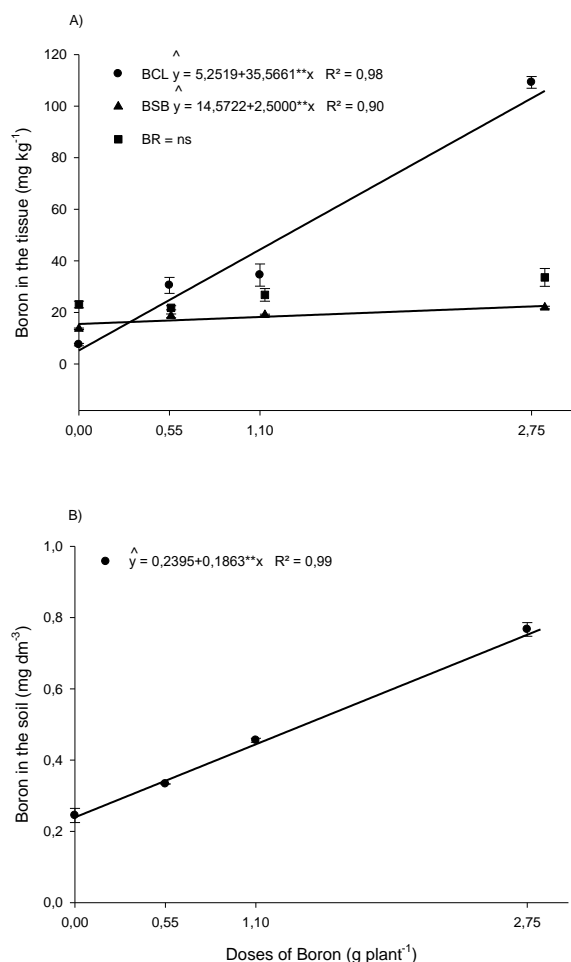 A)
120
100
80
60
40
20
0
Boron in the tissue (mg kg⁻¹)
BCL ŷ = 5,2519+35,5661**x R² = 0,98
BSB ŷ = 14,5722+2,5000**x R² = 0,90
BR = ns
0,00 0,55 1,10 2,75
B)
1,0
0,8
0,6
0,4
0,2
0,0
Boron in the soil (mg dm⁻³)
ŷ = 0,2395+0,1863**x R² = 0,99
0,00 0,55 1,10 2,75
Doses of Boron (g plant⁻¹)